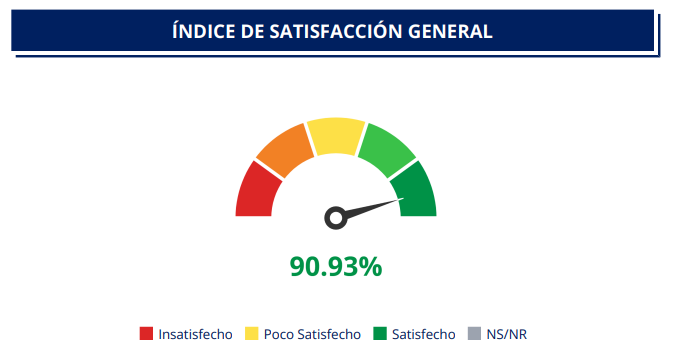 ÍNDICE DE SATISFACCIÓN GENERAL
90.93%
Insatisfecho Poco Satisfecho Satisfecho NS/NR